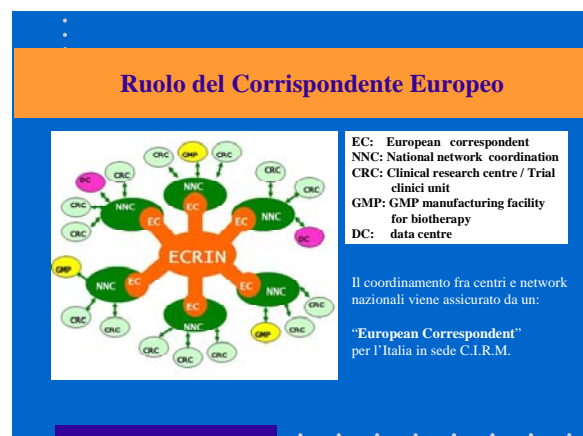 Ruolo del Corrispondente Europeo
CRC
GMP
CRC
CRC
DC
CRC
NNC
CRC
CRC
NNC
NNC
CRC
EC
EC
EC
CRC
DC
ECRIN
GMP
EC
EC
NNC
NNC
EC
CRC
NNC
CRC
CRC
GMP
CRC
CRC
CRC
CRC
EC: European correspondent
NNC: National network coordination
CRC: Clinical research centre / Trial
clinici unit
GMP: GMP manufacturing facility
for biotherapy
DC: data centre
Il coordinamento fra centri e network
nazionali viene assicurato da un:
“European Correspondent”
per l’Italia in sede C.I.R.M.